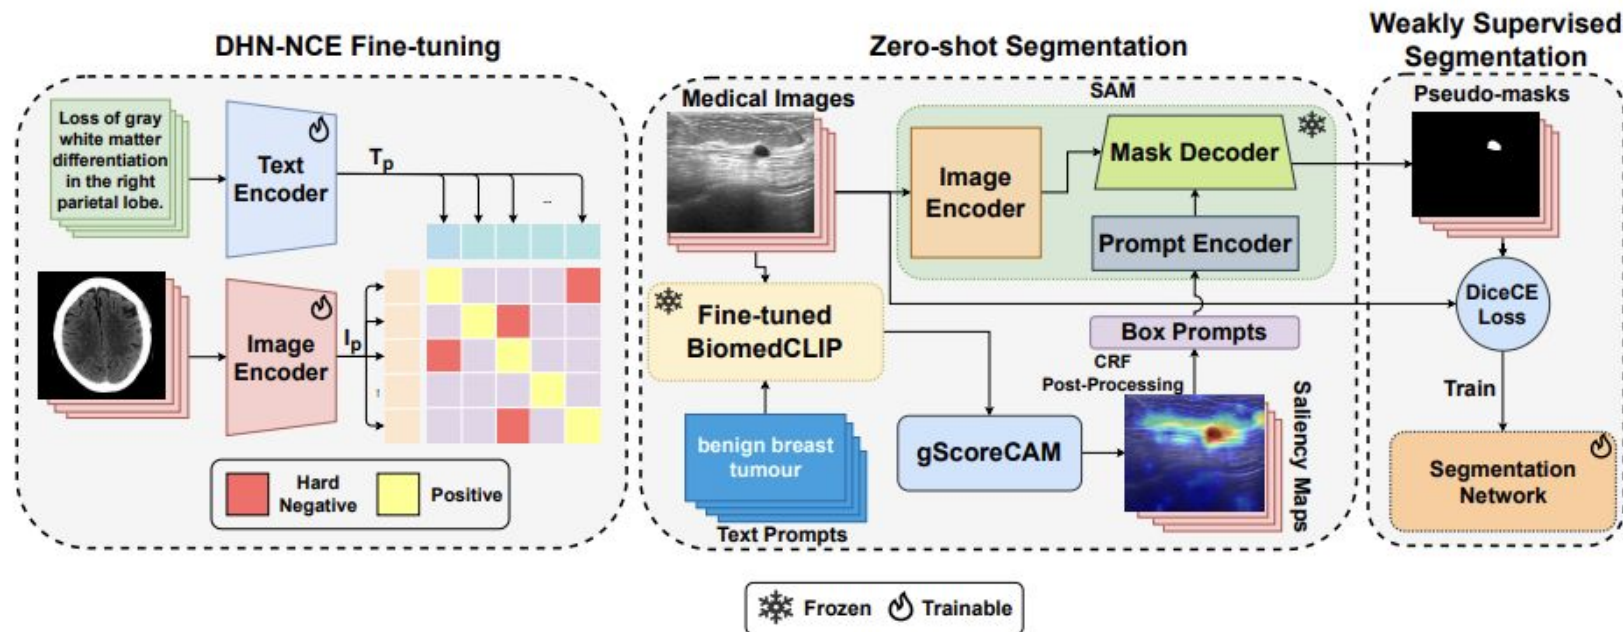 DHN-NCE Fine-tuning
Loss of gray
white matter
differentiation
in the right
parietal lobe.
Text
Encoder
Tp
...
Image
Encoder
Ip
Hard
Negative
Positive
Zero-shot Segmentation
Medical Images
SAM
Image
Encoder
Mask Decoder
Prompt Encoder
Fine-tuned
BiomedCLIP
Box Prompts
CRF
Post-Processing
benign breast
tumour
Text Prompts
gScoreCAM
Saliency Maps
Weakly Supervised
Segmentation
Pseudo-masks
DiceCE
Loss
Train
Segmentation
Network
Frozen
Trainable